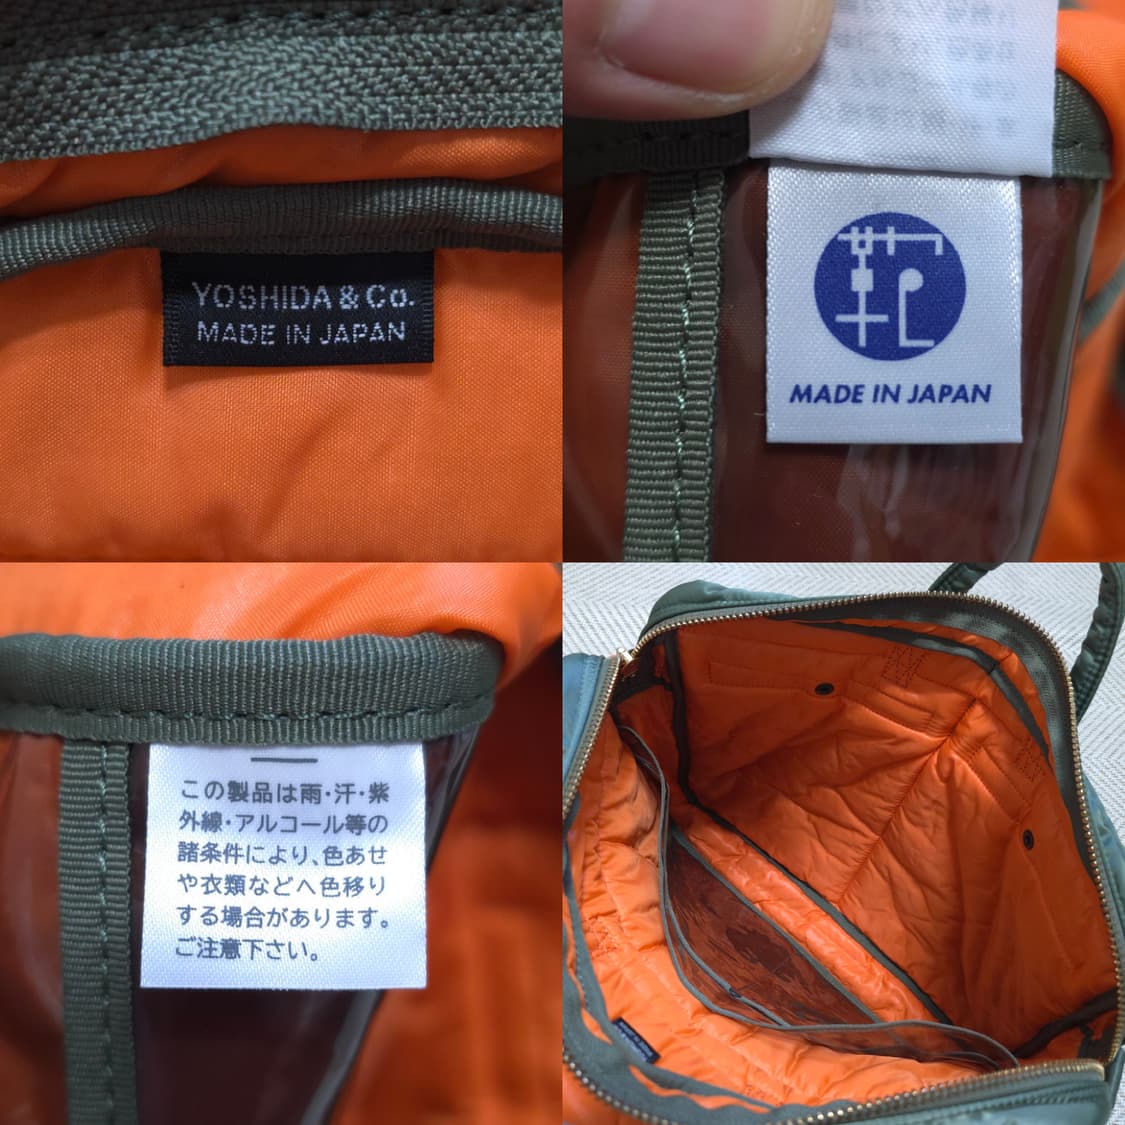 YOSHIDA & Co.
MADE IN JAPAN
MADE IN JAPAN
この製品は雨・汗・紫
外線・アルコール等の
諸条件により、色あせ
や衣類などへ色移り
する場合があります。
ご注意下さい。